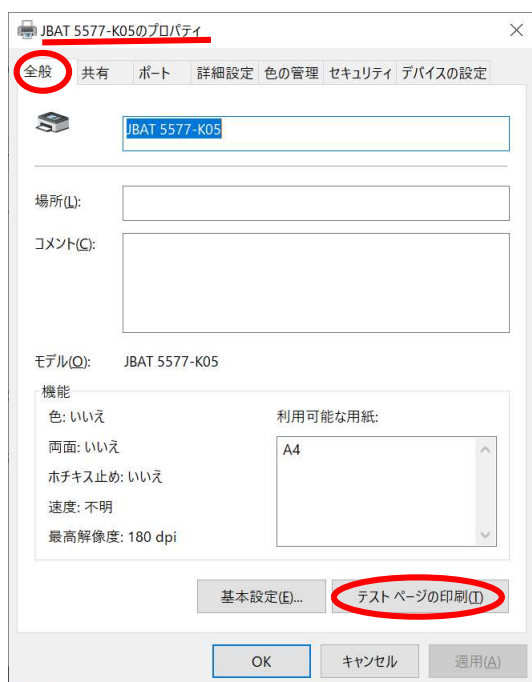 JBAT 5577-K05のプロパティ
全般 共有 ポート 詳細設定 色の管理 セキュリティ デバイスの設定
JBAT 5577-K05
場所(L):
コメント(C):
モデル(O): JBAT 5577-K05
機能
色: いいえ 利用可能な用紙:
両面: いいえ A4
ホチキス止め: いいえ
速度: 不明
最高解像度: 180 dpi
基本設定(E)... テスト ページの印刷(T)
OK キャンセル 適用(A)